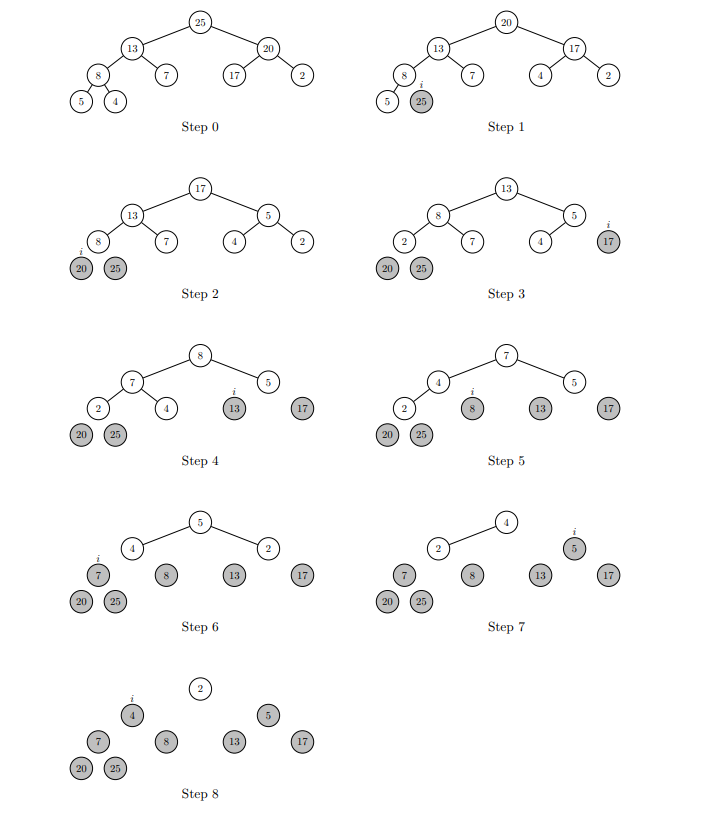 25 20
13 20 13 17
8 7 17 2 8 7 4 2
i
5 4 5 25
Step 0 Step 1
17 13
13 5 8 5
i
8 7 4 2 2 7 4 17
i
20 25 20 25
Step 2 Step 3
8 7
7 5 4 5
i i
2 4 13 17 2 8 13 17
20 25 20 25
Step 4 Step 5
5 4
i
4 2 2 5
i
7 8 13 17 7 8 13 17
20 25 20 25
Step 6 Step 7
2
i
4 5
7 8 13 17
20 25
Step 8